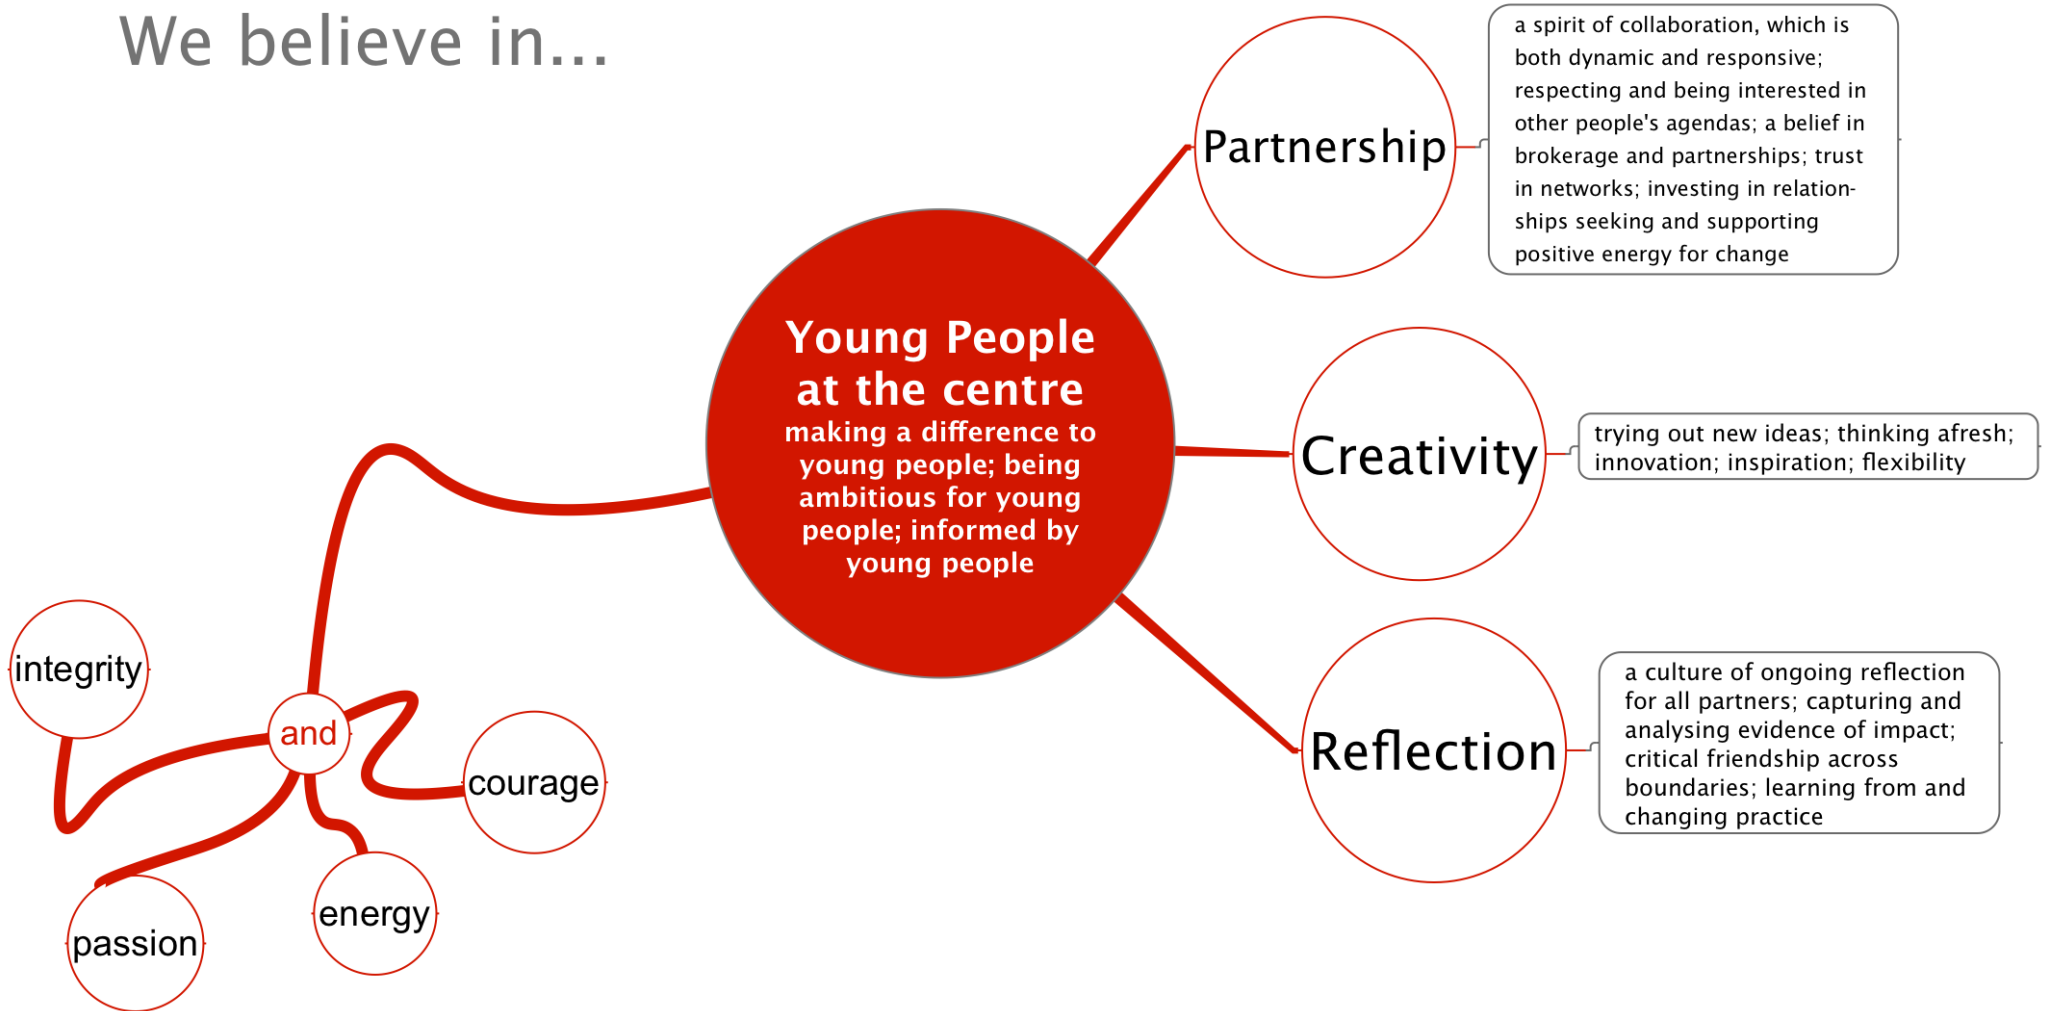 We believe in...
Young People
at the centre
making a difference to
young people; being
ambitious for young
people; informed by
young people
Partnership
a spirit of collaboration, which is
both dynamic and responsive;
respecting and being interested in
other people's agendas; a belief in
brokerage and partnerships; trust
in networks; investing in relation-
ships seeking and supporting
positive energy for change
Creativity
trying out new ideas; thinking afresh;
innovation; inspiration; flexibility
Reflection
a culture of ongoing reflection
for all partners; capturing and
analysing evidence of impact;
critical friendship across
boundaries; learning from and
changing practice
and
integrity
passion
energy
courage